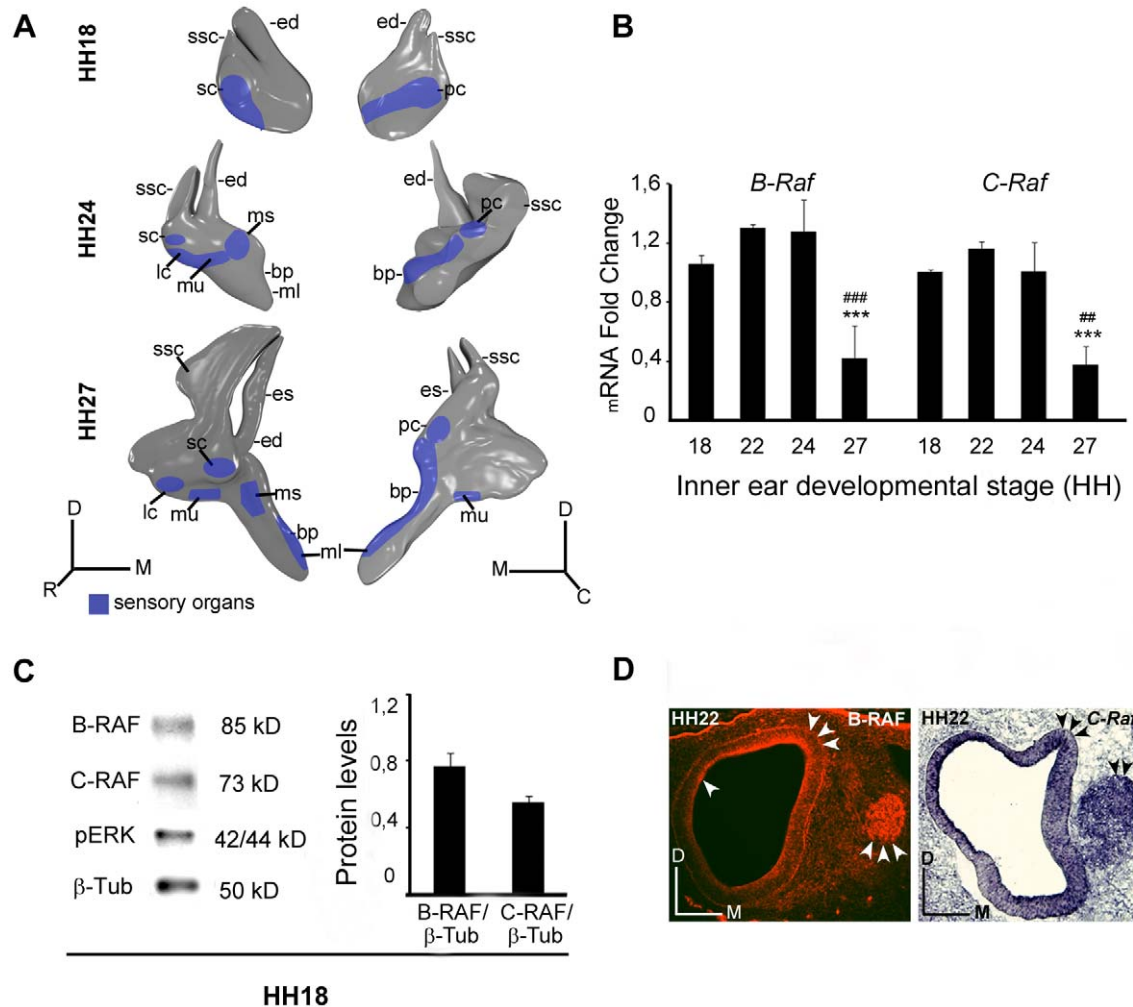 A
HH18
ed
ssc
sc
ed
ssc
pc
HH24
ssc
ed
ms
sc
lc
mu
bp
ml
ed
pc
ssc
bp
HH27
ssc
es
ed
sc
ms
lc
mu
bp
ml
ssc
es
pc
bp
mu
D
M
R
D
M
C
sensory organs
B
B-Raf C-Raf
mRNA Fold Change
1,6
1,2
0,8
0,4
0
###
***
##
***
18 22 24 27 18 22 24 27
Inner ear developmental stage (HH)
C
B-RAF 85 kD
C-RAF 73 kD
pERK 42/44 kD
β-Tub 50 kD
Protein levels
1,2
0,8
0,4
0
B-RAF/ C-RAF/
β-Tub β-Tub
HH18
D
HH22 B-RAF
D
M
HH22 C-Raf
D
M